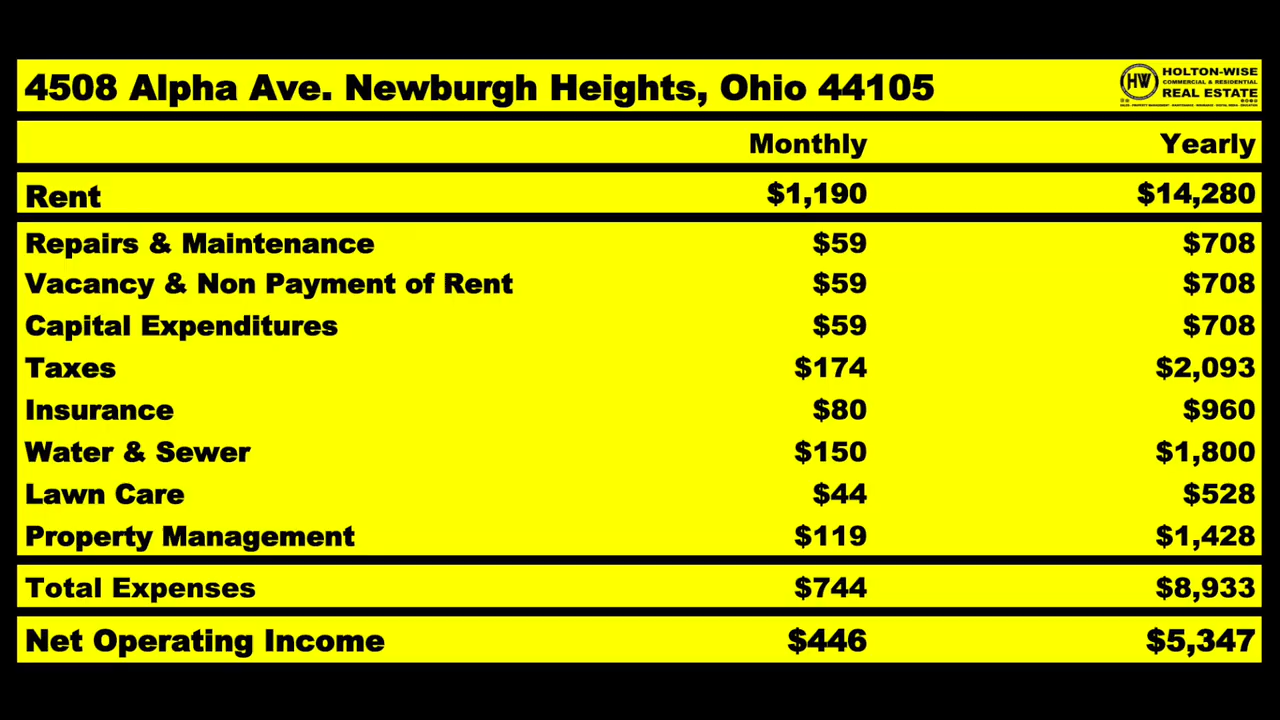 4508 Alpha Ave. Newburgh Heights, Ohio 44105
HW
HOLTON-WISE
COMMERCIAL & RESIDENTIAL
REAL ESTATE
Monthly Yearly
Rent $1,190 $14,280
Repairs & Maintenance $59 $708
Vacancy & Non Payment of Rent $59 $708
Capital Expenditures $59 $708
Taxes $174 $2,093
Insurance $80 $960
Water & Sewer $150 $1,800
Lawn Care $44 $528
Property Management $119 $1,428
Total Expenses $744 $8,933
Net Operating Income $446 $5,347